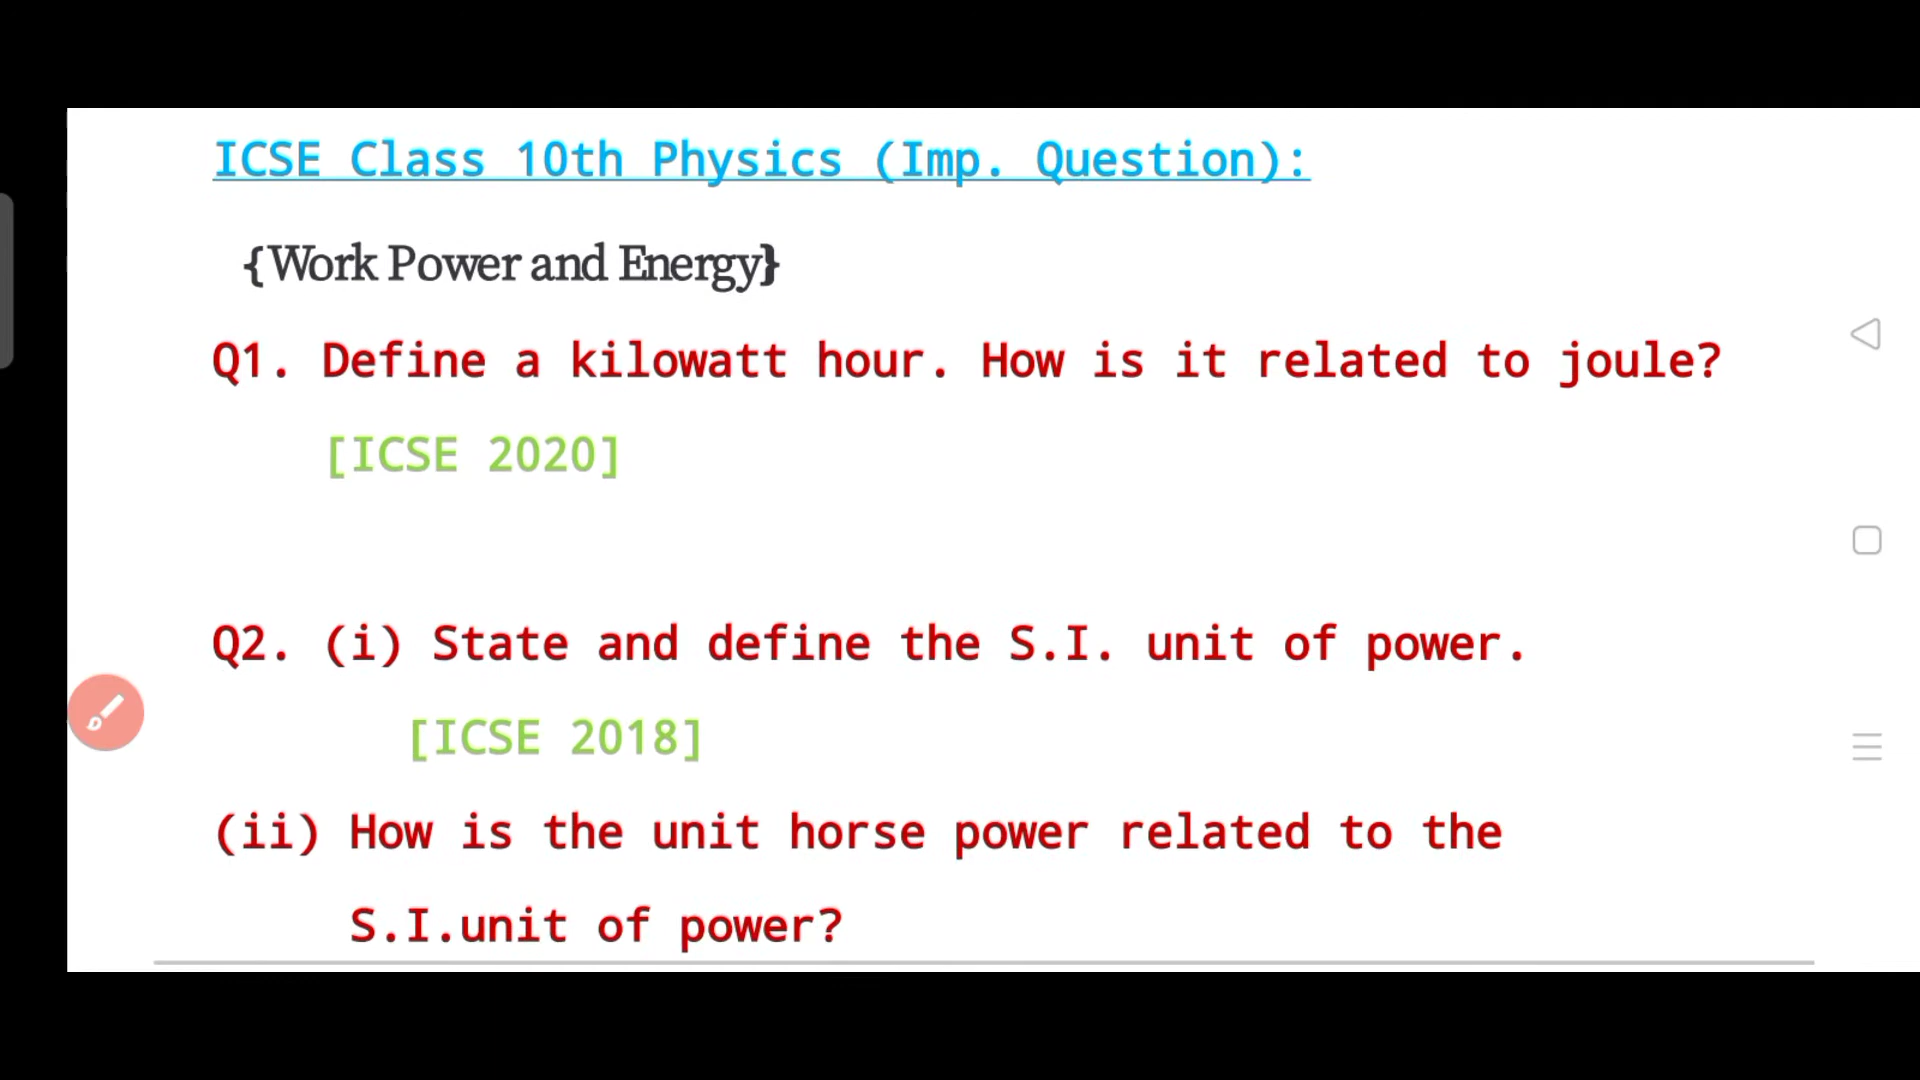 ICSE Class 10th Physics (Imp. Question):
{Work Power and Energy}
Q1. Define a kilowatt hour. How is it related to joule?
[ICSE 2020]
Q2. (i) State and define the S.I. unit of power.
[ICSE 2018]
(ii) How is the unit horse power related to the
S.I.unit of power?